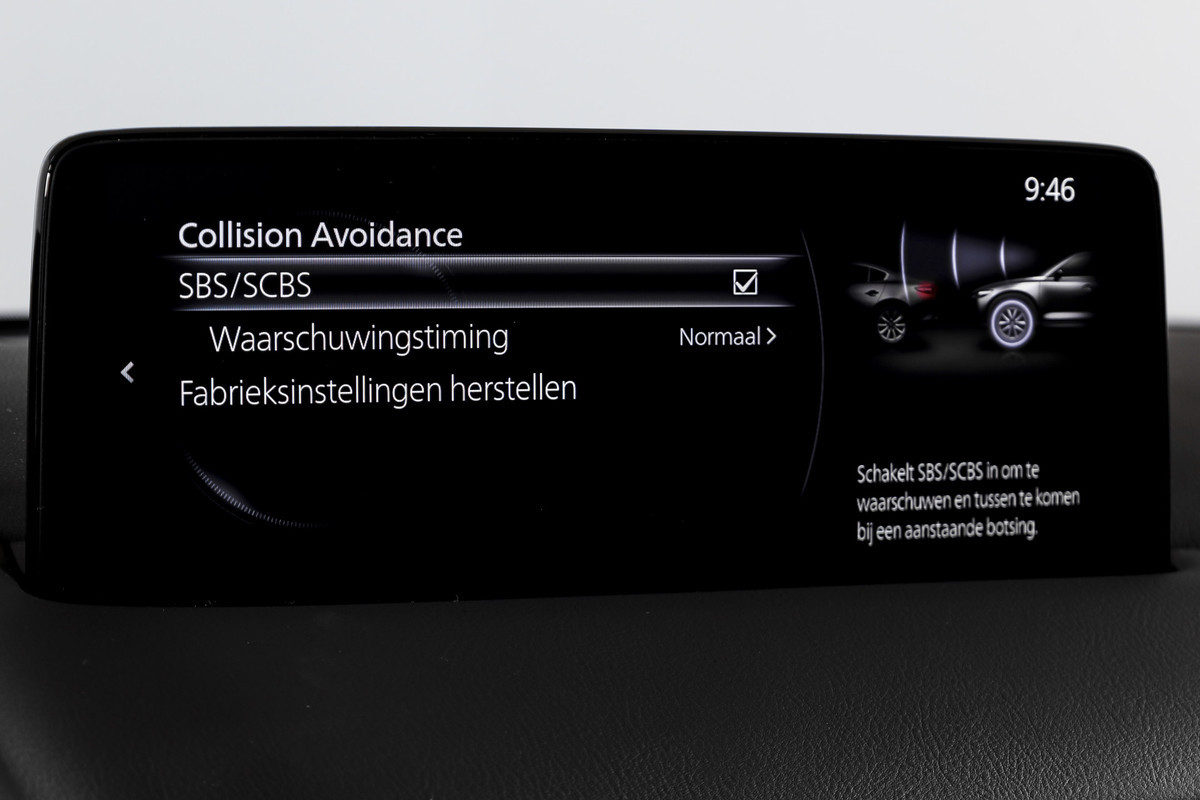 9:46
Collision Avoidance
SBS/SCBS
Waarschuwingstiming Normaal
Fabrieksinstellingen herstellen
Schakelt SBS/SCBS in om te
waarschuwen en tussen te komen
bij een aanstaande botsing.